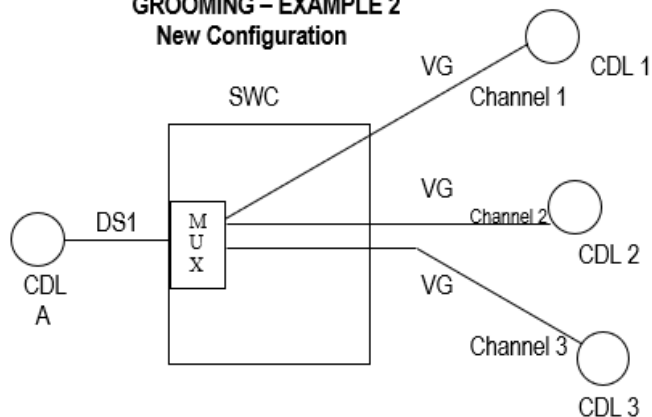 GROOMING – EXAMPLE 2
New Configuration
SWC
VG
Channel 1
CDL 1
DS1
MUX
CDL
A
VG
Channel 2
CDL 2
VG
Channel 3
CDL 3